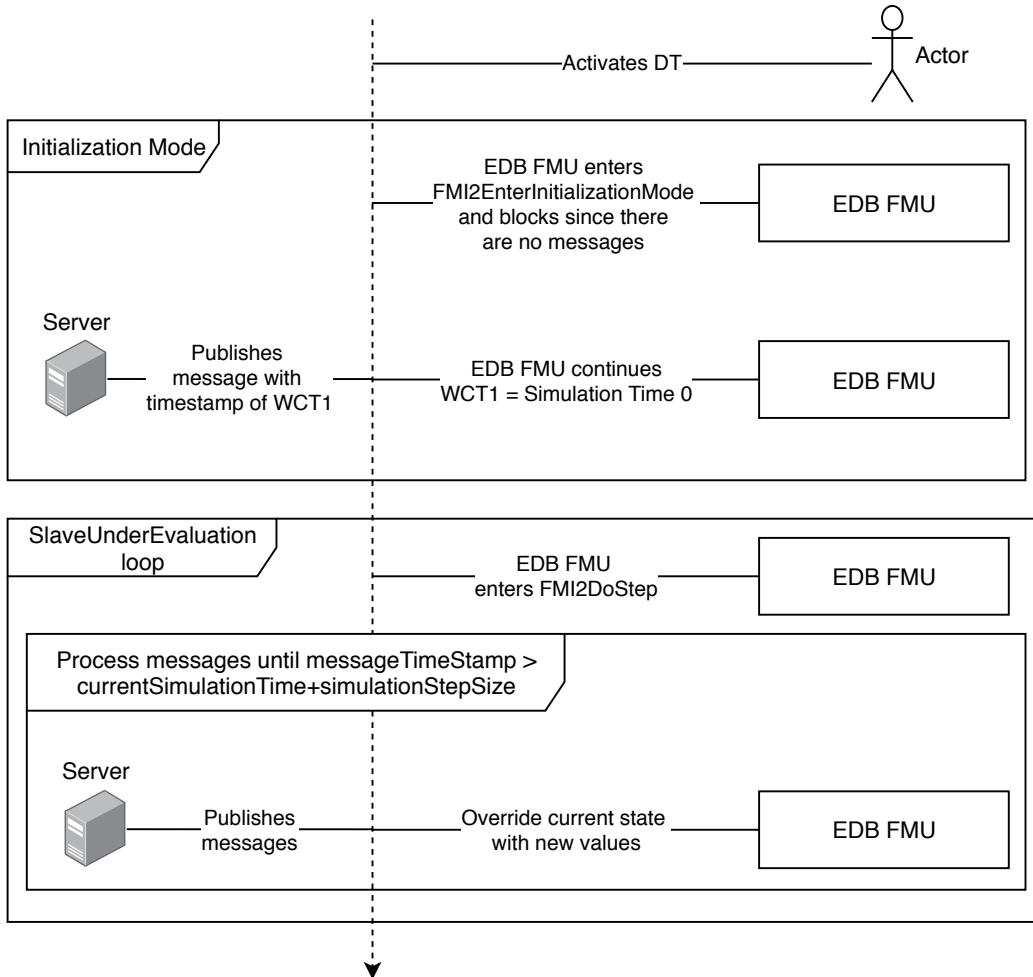 Activates DT
Actor
Initialization Mode
EDB FMU enters
FMI2EnterInitializationMode
and blocks since there
are no messages
EDB FMU
Server
Publishes
message with
timestamp of WCT1
EDB FMU continues
WCT1 = Simulation Time 0
EDB FMU
SlaveUnderEvaluation
loop
EDB FMU
enters FMI2DoStep
EDB FMU
Process messages until messageTimeStamp >
currentSimulationTime+simulationStepSize
Server
Publishes
messages
Override current state
with new values
EDB FMU